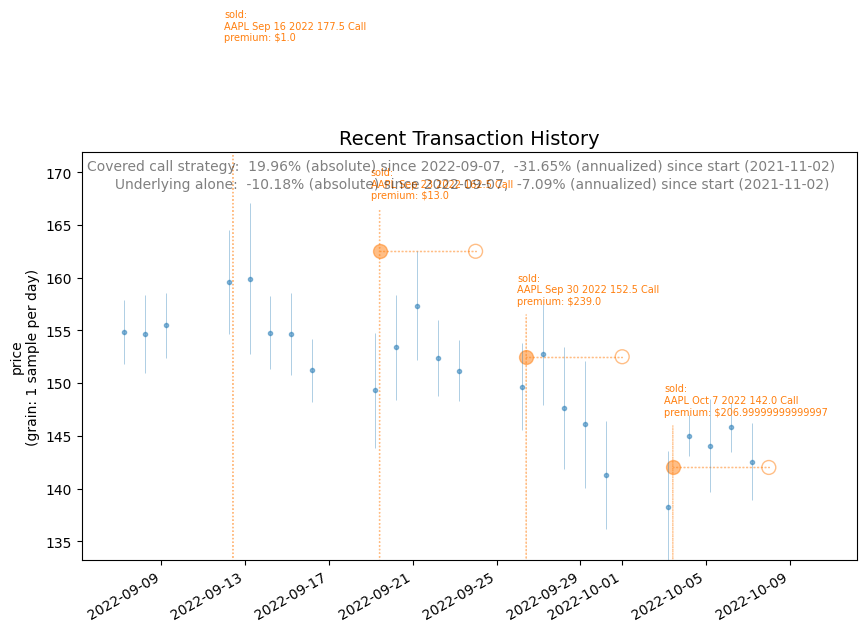 sold:
AAPL Sep 16 2022 177.5 Call
premium: $1.0
Recent Transaction History
Covered call strategy:  19.96% (absolute) since 2022-09-07,  -31.65% (annualized) since start (2021-11-02)
Underlying alone:  -10.18% (absolute) since 2022-09-07,  -7.09% (annualized) since start (2021-11-02)
sold:
AAPL Sep 2022 162.5 Call
premium: $13.0
sold:
AAPL Sep 30 2022 152.5 Call
premium: $239.0
sold:
AAPL Oct 7 2022 142.0 Call
premium: $206.99999999999997
price
(grain: 1 sample per day)
170
165
160
155
150
145
140
135
2022-09-09
2022-09-13
2022-09-17
2022-09-21
2022-09-25
2022-09-29
2022-10-01
2022-10-05
2022-10-09